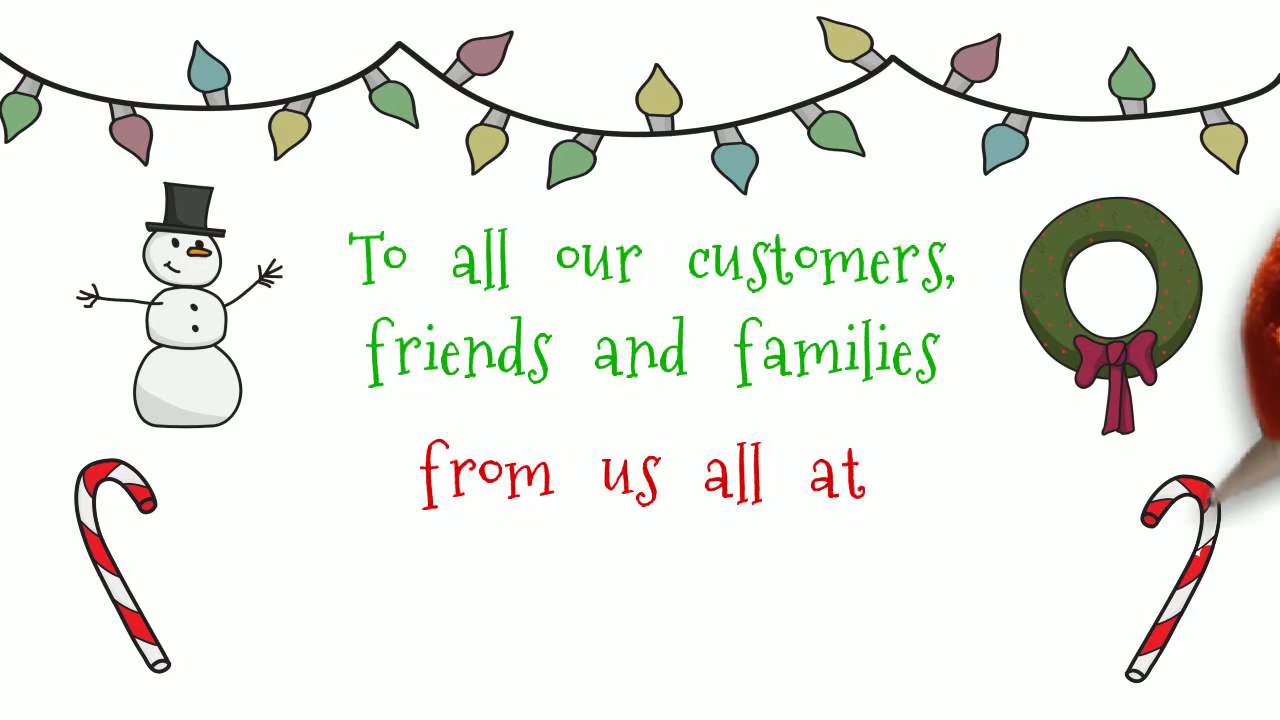 To all our customers,
friends and families
from us all at